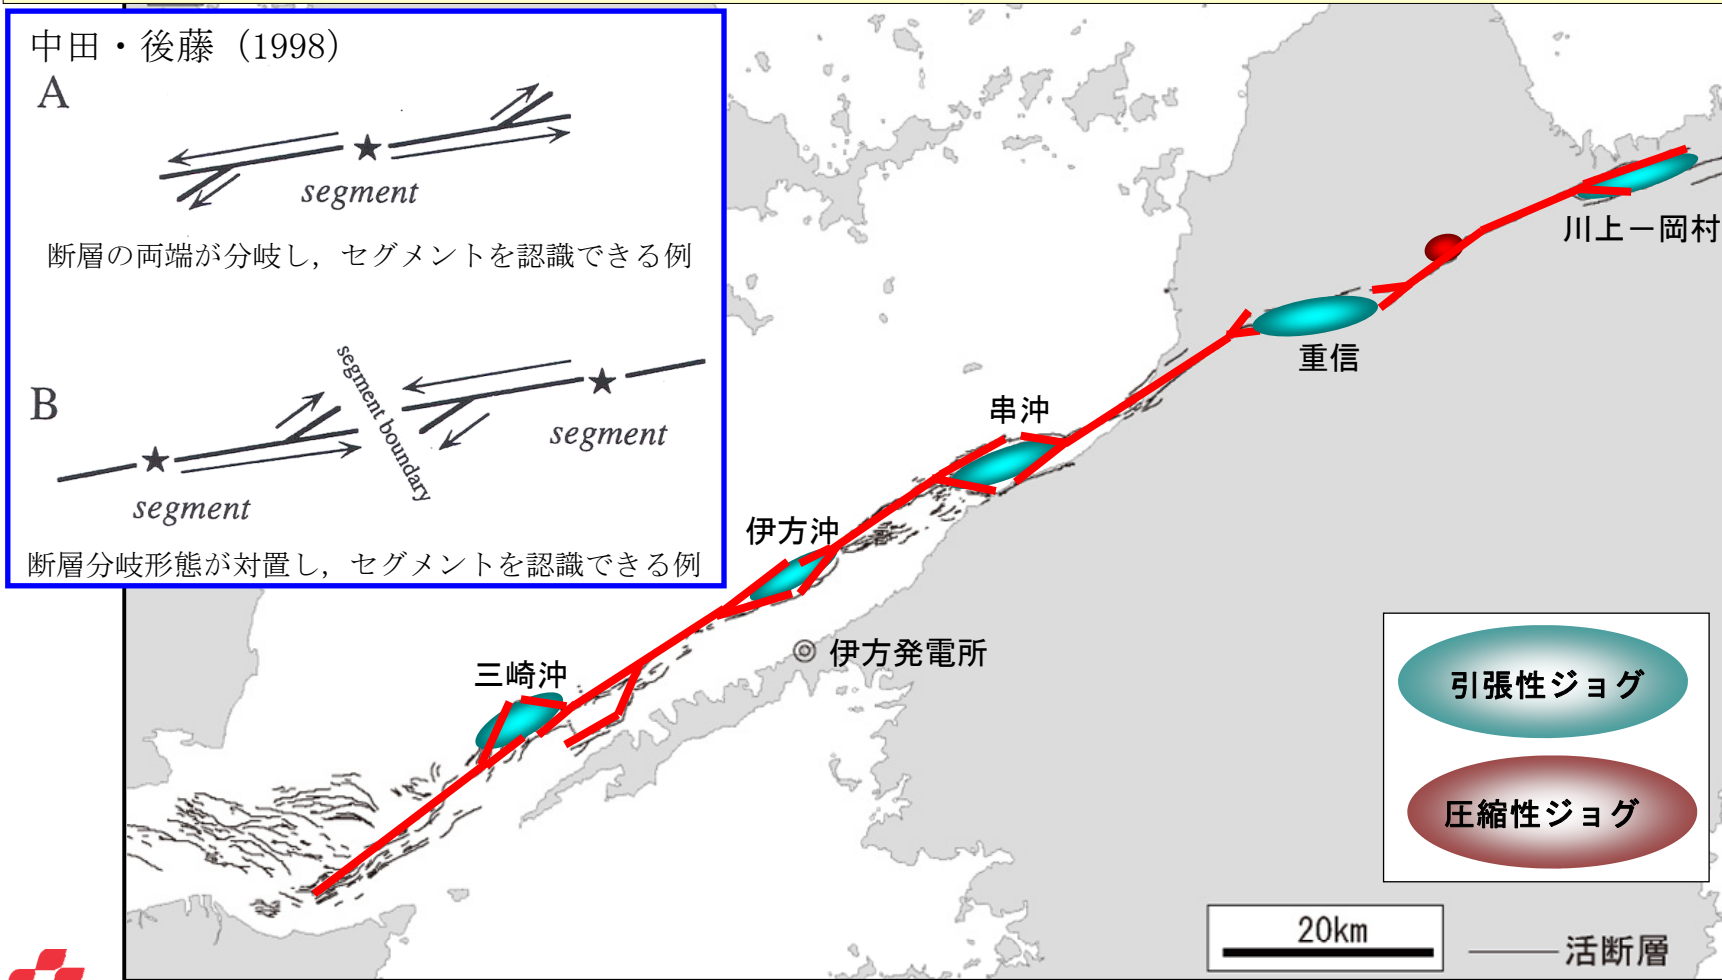 中田・後藤（1998）
A
segment
断層の両端が分岐し，セグメントを認識できる例
B
segment boundary
segment
segment
断層分岐形態が対置し，セグメントを認識できる例
川上－岡村
重信
串沖
伊方沖
伊方発電所
三崎沖
引張性ジョグ
圧縮性ジョグ
20km
活断層